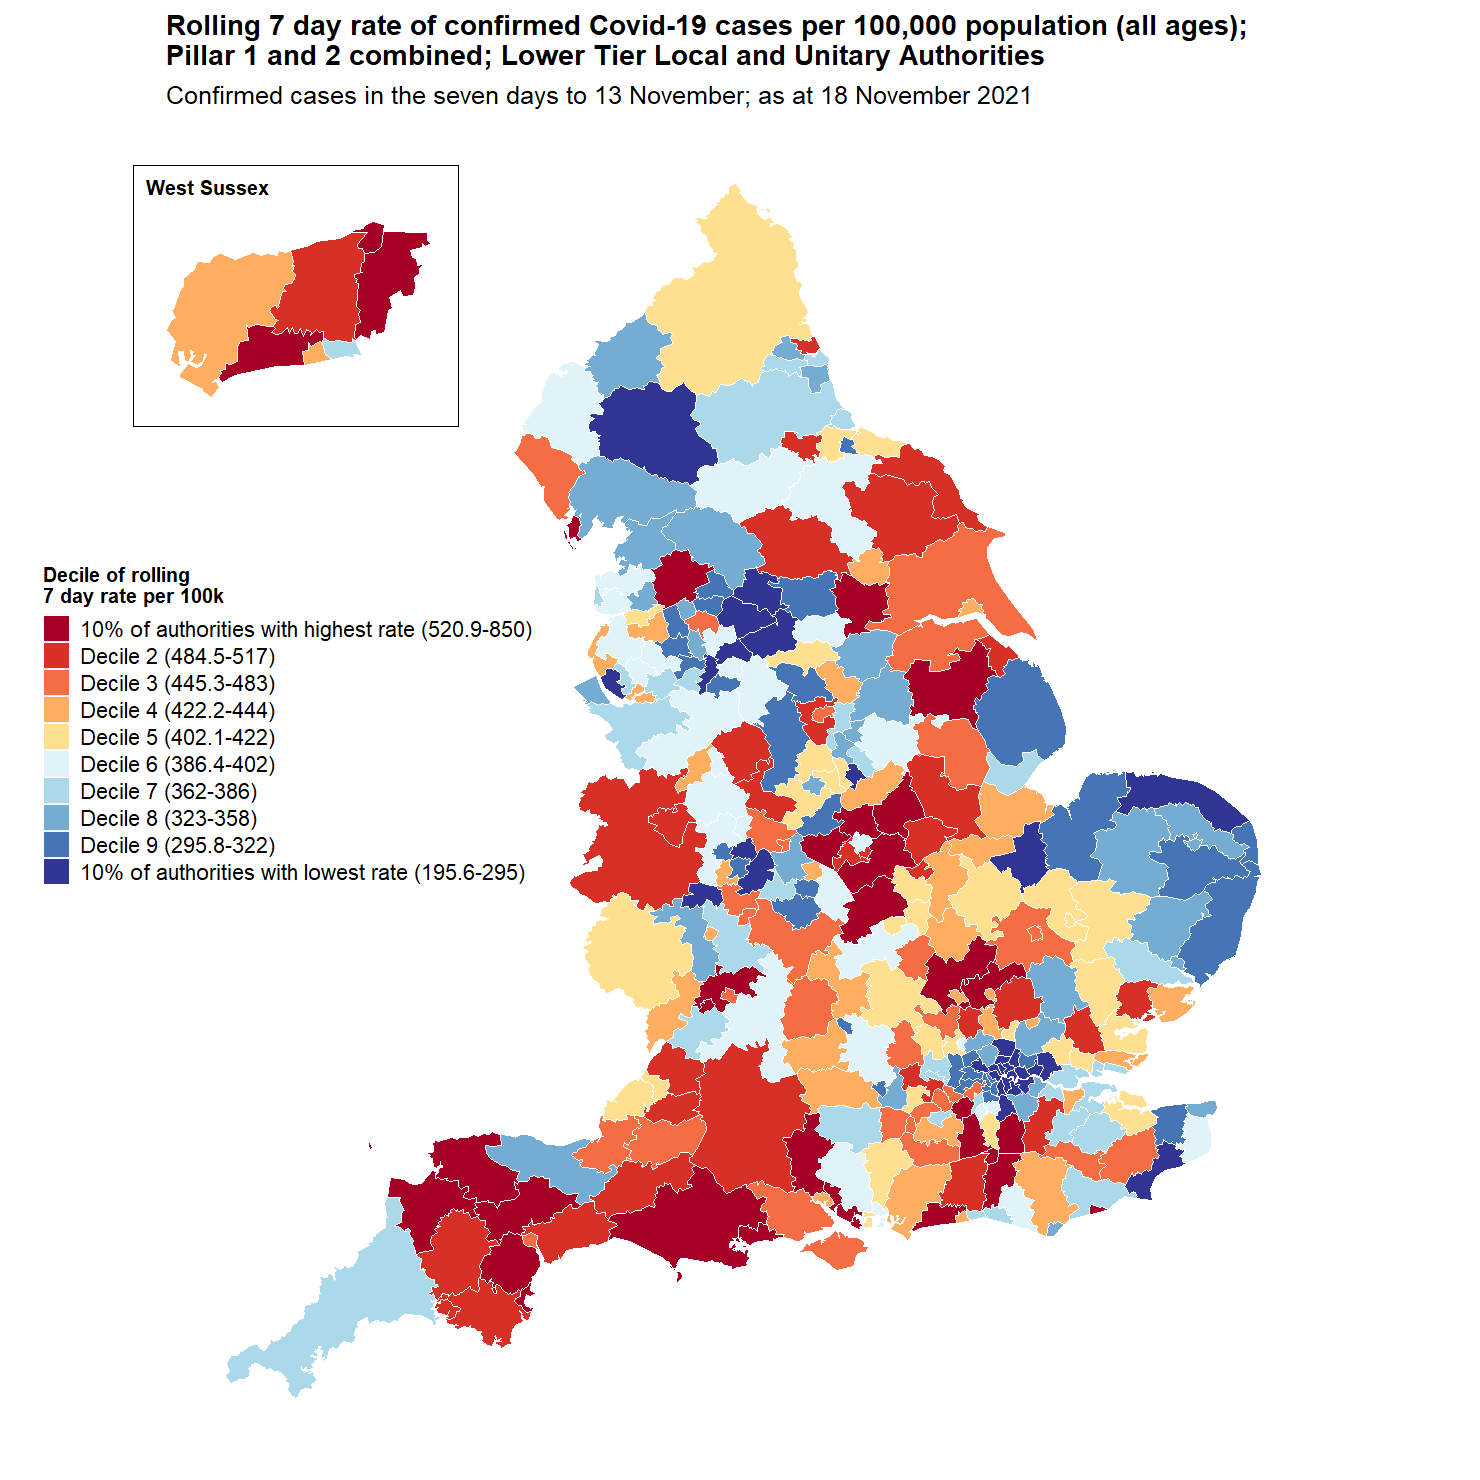 Rolling 7 day rate of confirmed Covid-19 cases per 100,000 population (all ages);
Pillar 1 and 2 combined; Lower Tier Local and Unitary Authorities
Confirmed cases in the seven days to 13 November; as at 18 November 2021
West Sussex
Decile of rolling
7 day rate per 100k
10% of authorities with highest rate (520.9-850)
Decile 2 (484.5-517)
Decile 3 (445.3-483)
Decile 4 (422.2-444)
Decile 5 (402.1-422)
Decile 6 (386.4-402)
Decile 7 (362-386)
Decile 8 (323-358)
Decile 9 (295.8-322)
10% of authorities with lowest rate (195.6-295)